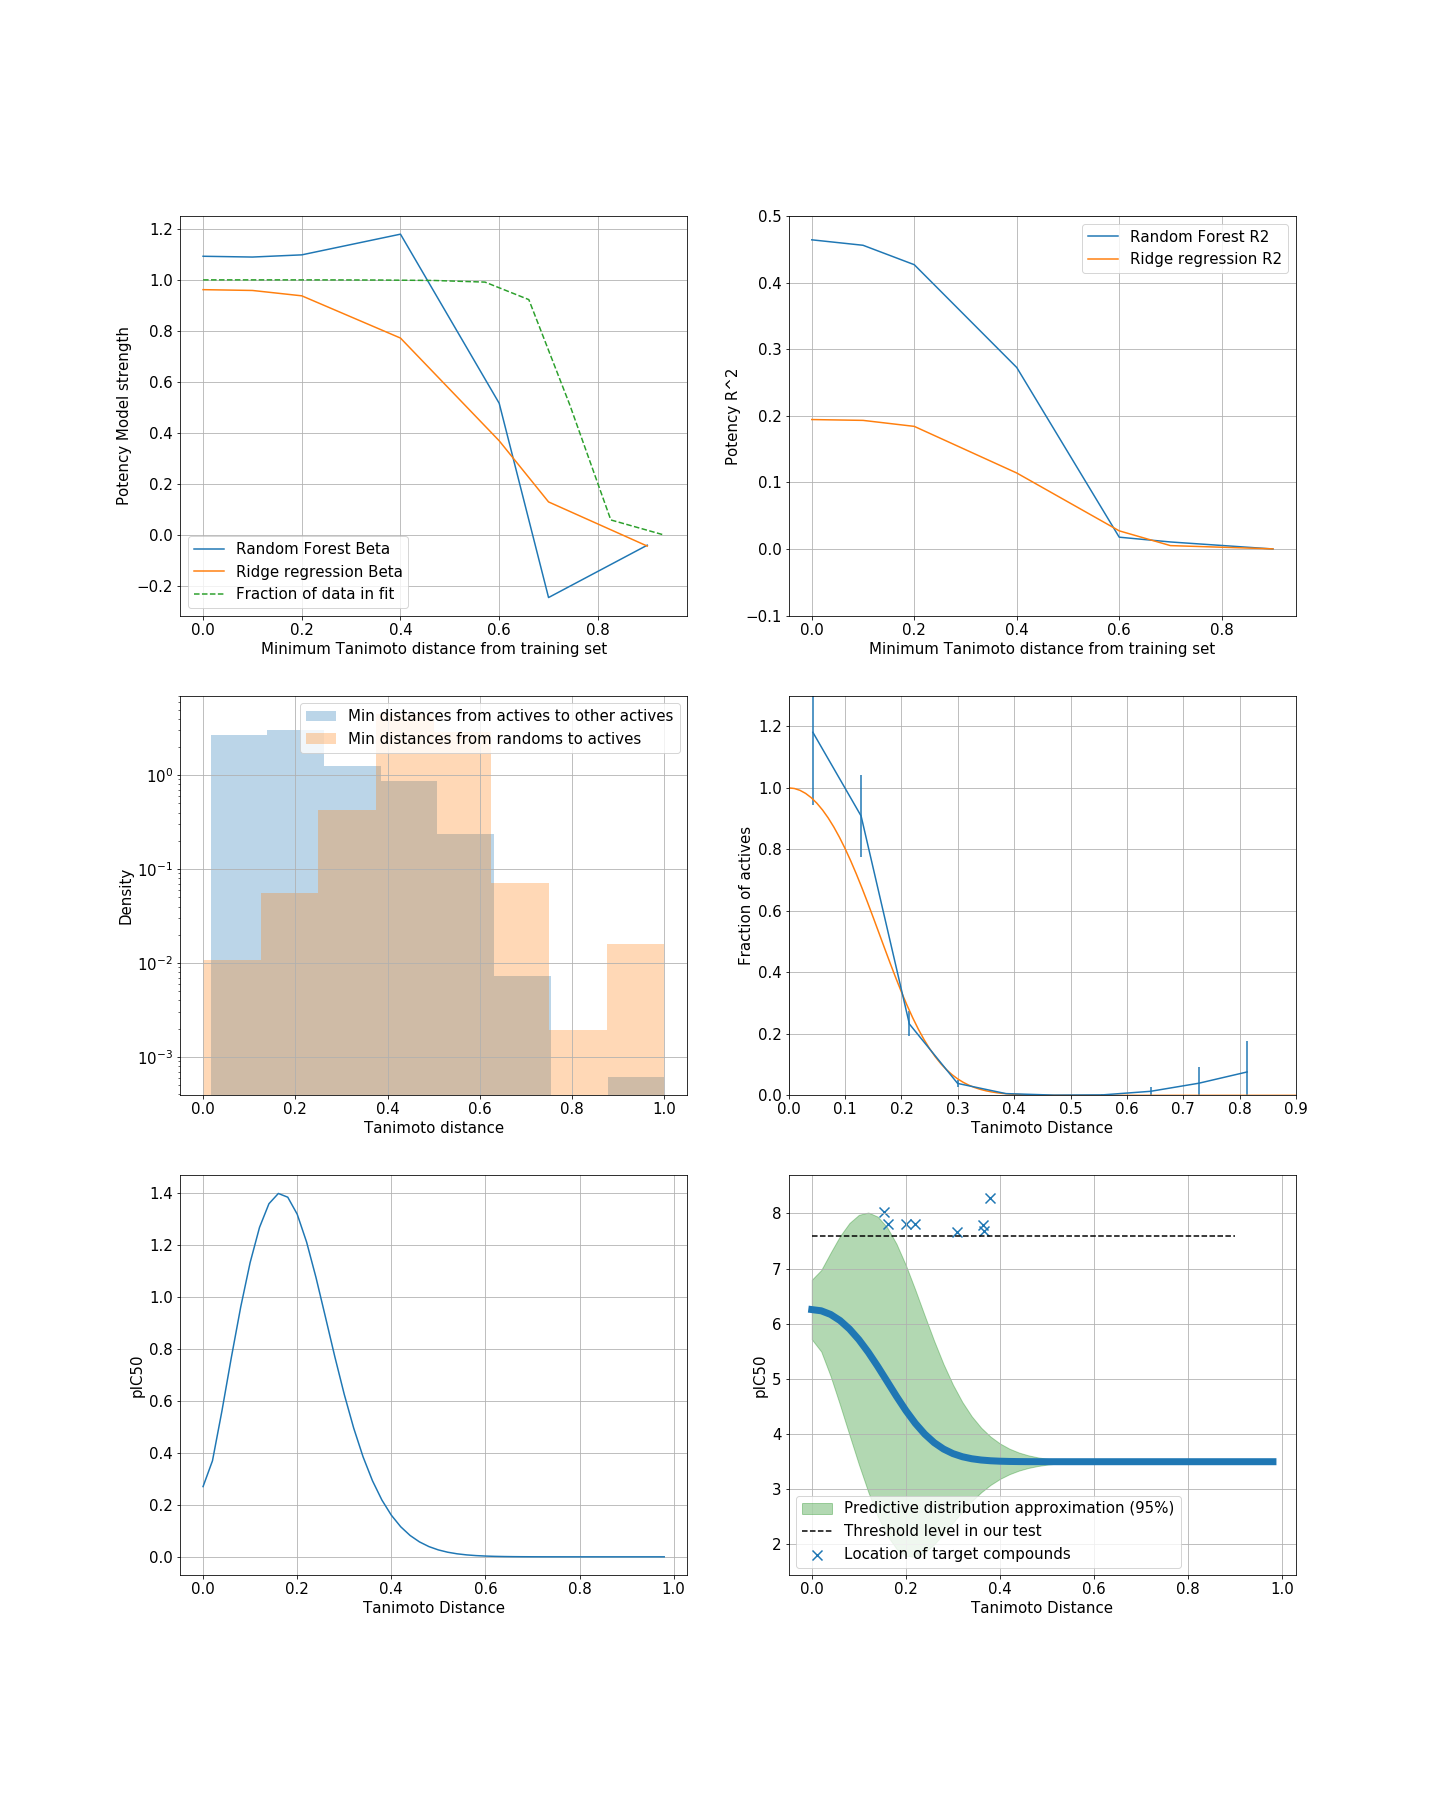 1.2
1.0
0.8
0.6
0.4
0.2
0.0
−0.2
Potency Model strength
Random Forest Beta
Ridge regression Beta
Fraction of data in fit
0.0 0.2 0.4 0.6 0.8
Minimum Tanimoto distance from training set
0.5
0.4
0.3
0.2
0.1
0.0
−0.1
Potency R^2
Random Forest R2
Ridge regression R2
0.0 0.2 0.4 0.6 0.8
Minimum Tanimoto distance from training set
10^0
10^−1
10^−2
10^−3
Density
Min distances from actives to other actives
Min distances from randoms to actives
0.0 0.2 0.4 0.6 0.8 1.0
Tanimoto distance
1.2
1.0
0.8
0.6
0.4
0.2
0.0
Fraction of actives
0.0 0.1 0.2 0.3 0.4 0.5 0.6 0.7 0.8 0.9
Tanimoto Distance
1.4
1.2
1.0
0.8
0.6
0.4
0.2
0.0
pIC50
0.0 0.2 0.4 0.6 0.8 1.0
Tanimoto Distance
8
7
6
5
4
3
2
pIC50
Predictive distribution approximation (95%)
Threshold level in our test
Location of target compounds
0.0 0.2 0.4 0.6 0.8 1.0
Tanimoto Distance